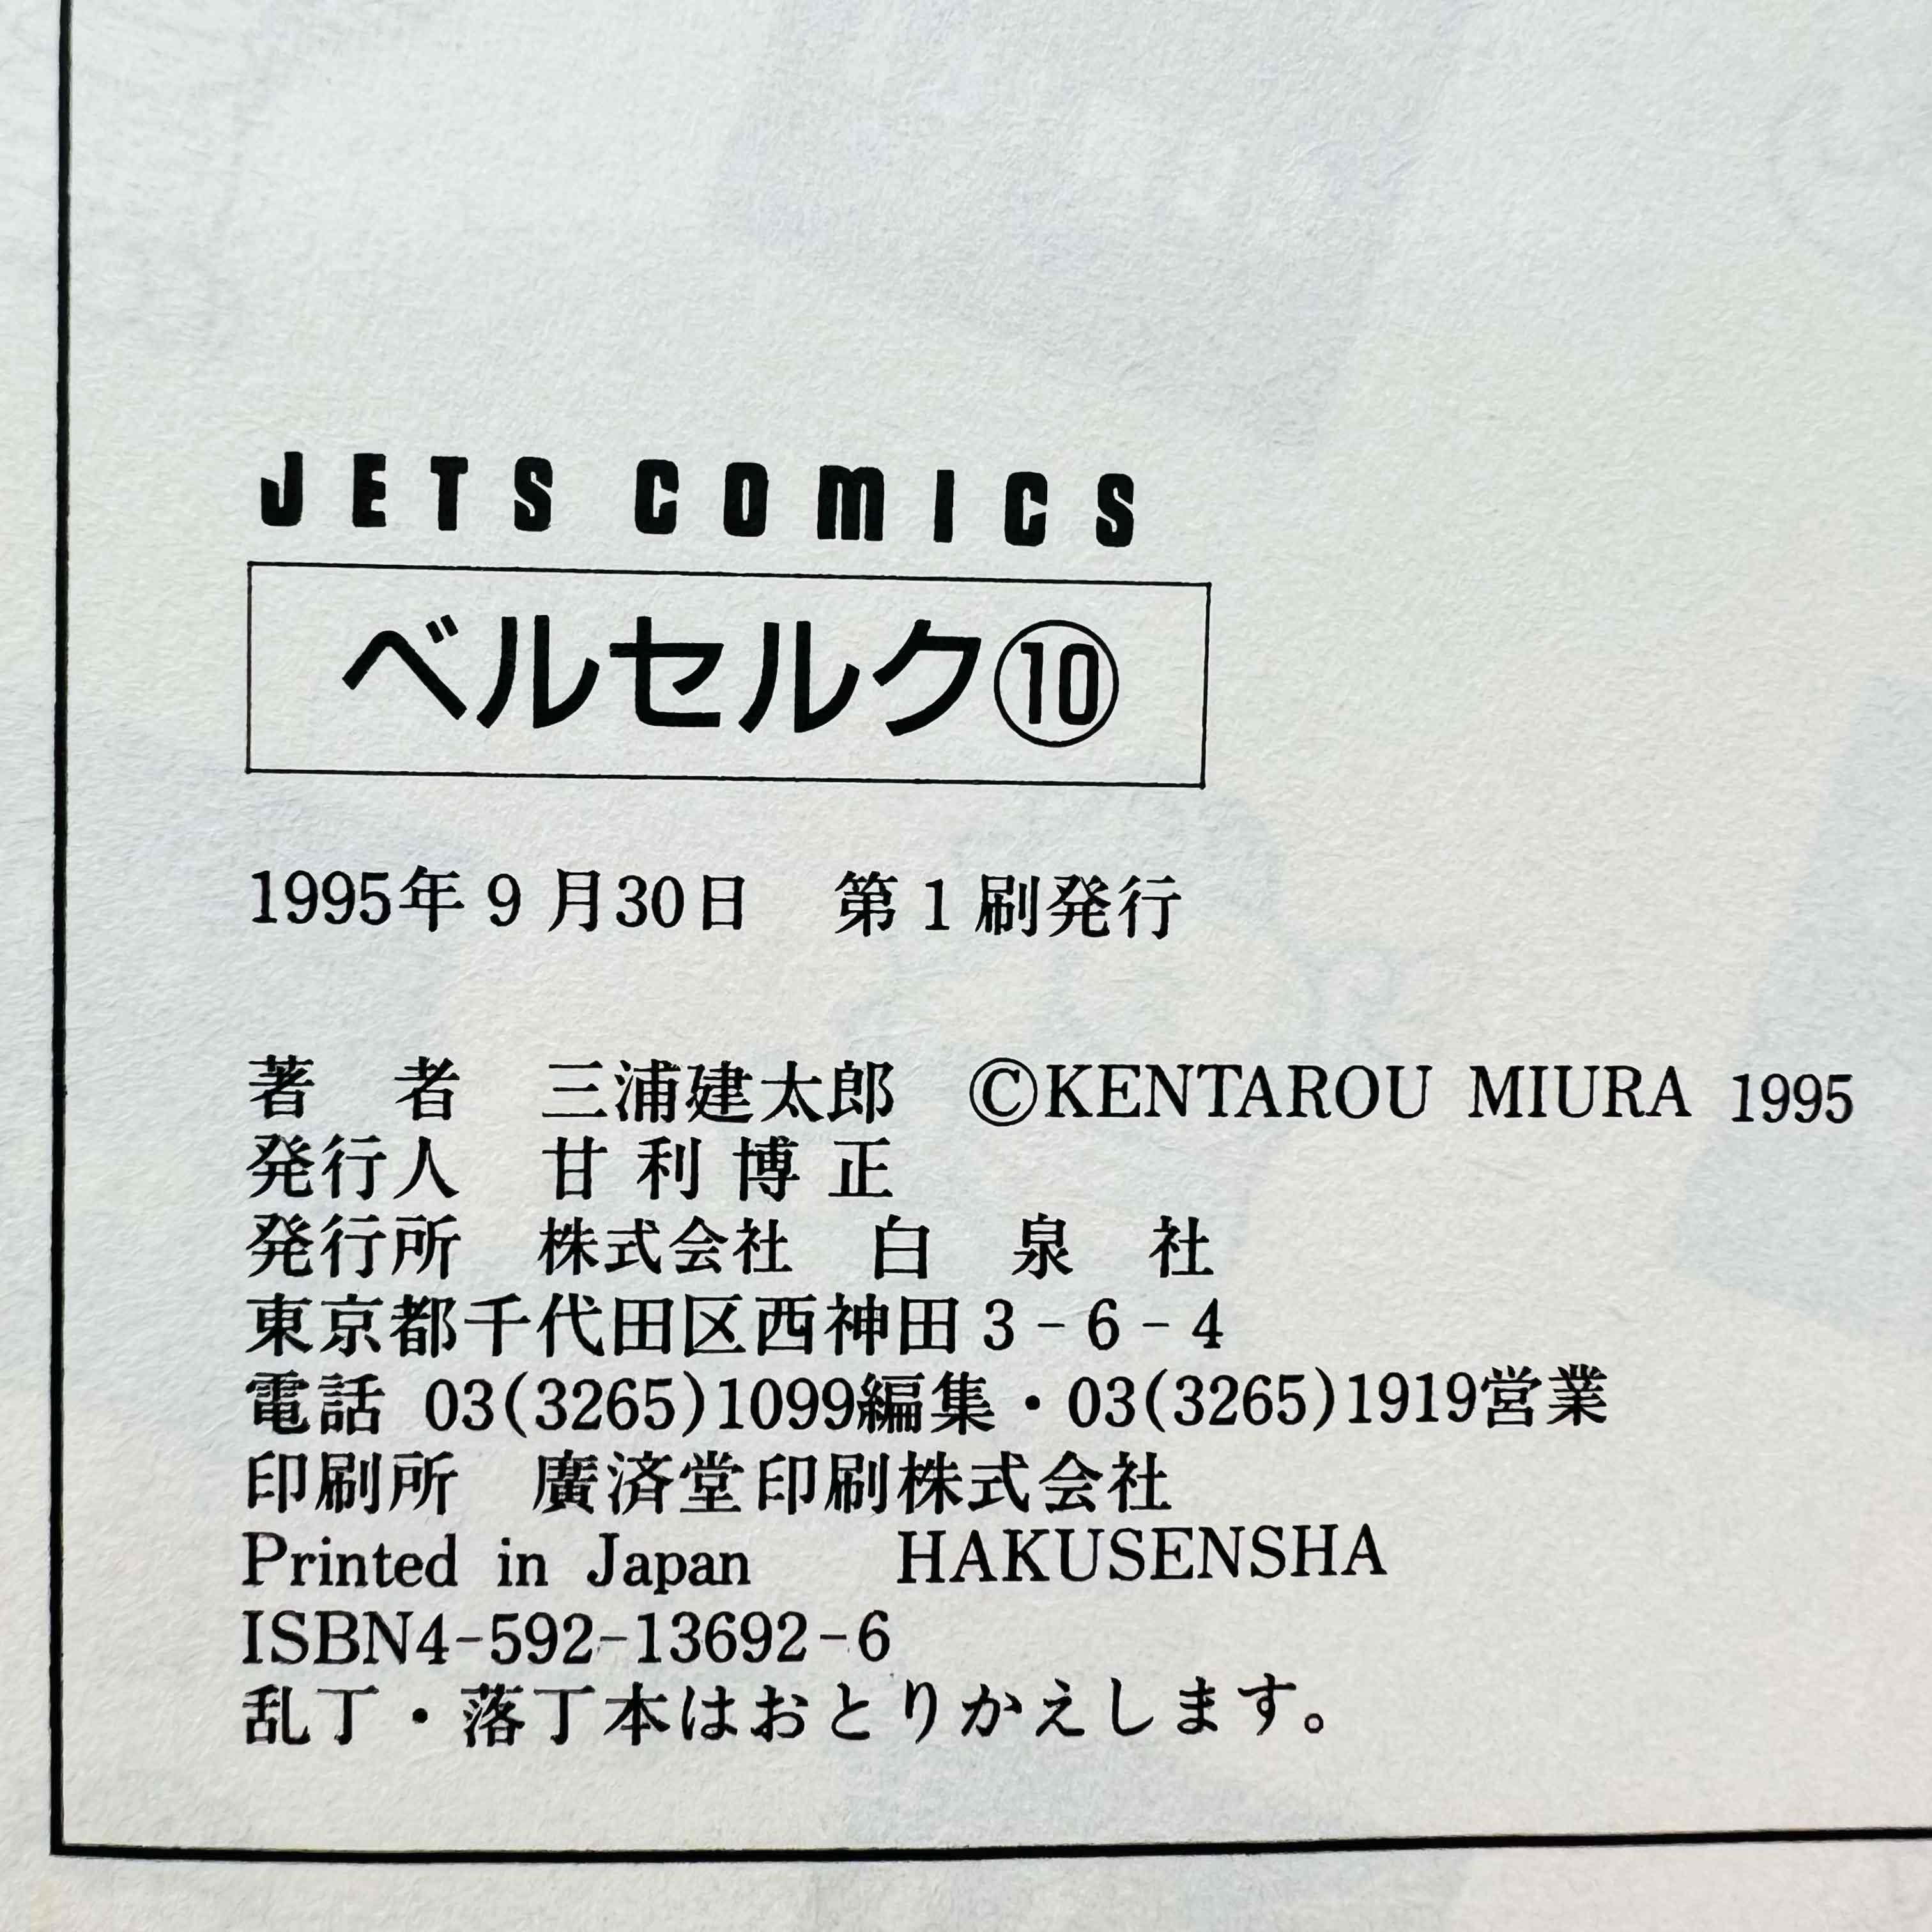 JETS COMICS
ベルセルク⑩
1995年9月30日　第1刷発行
著　者　三浦建太郎　©KENTAROU MIURA 1995
発行人　甘利博正
発行所　株式会社　白　泉　社
東京都千代田区西神田3-6-4
電話 03(3265)1099編集・03(3265)1919営業
印刷所　廣済堂印刷株式会社
Printed in Japan　HAKUSENSHA
ISBN4-592-13692-6
乱丁・落丁本はおとりかえします。